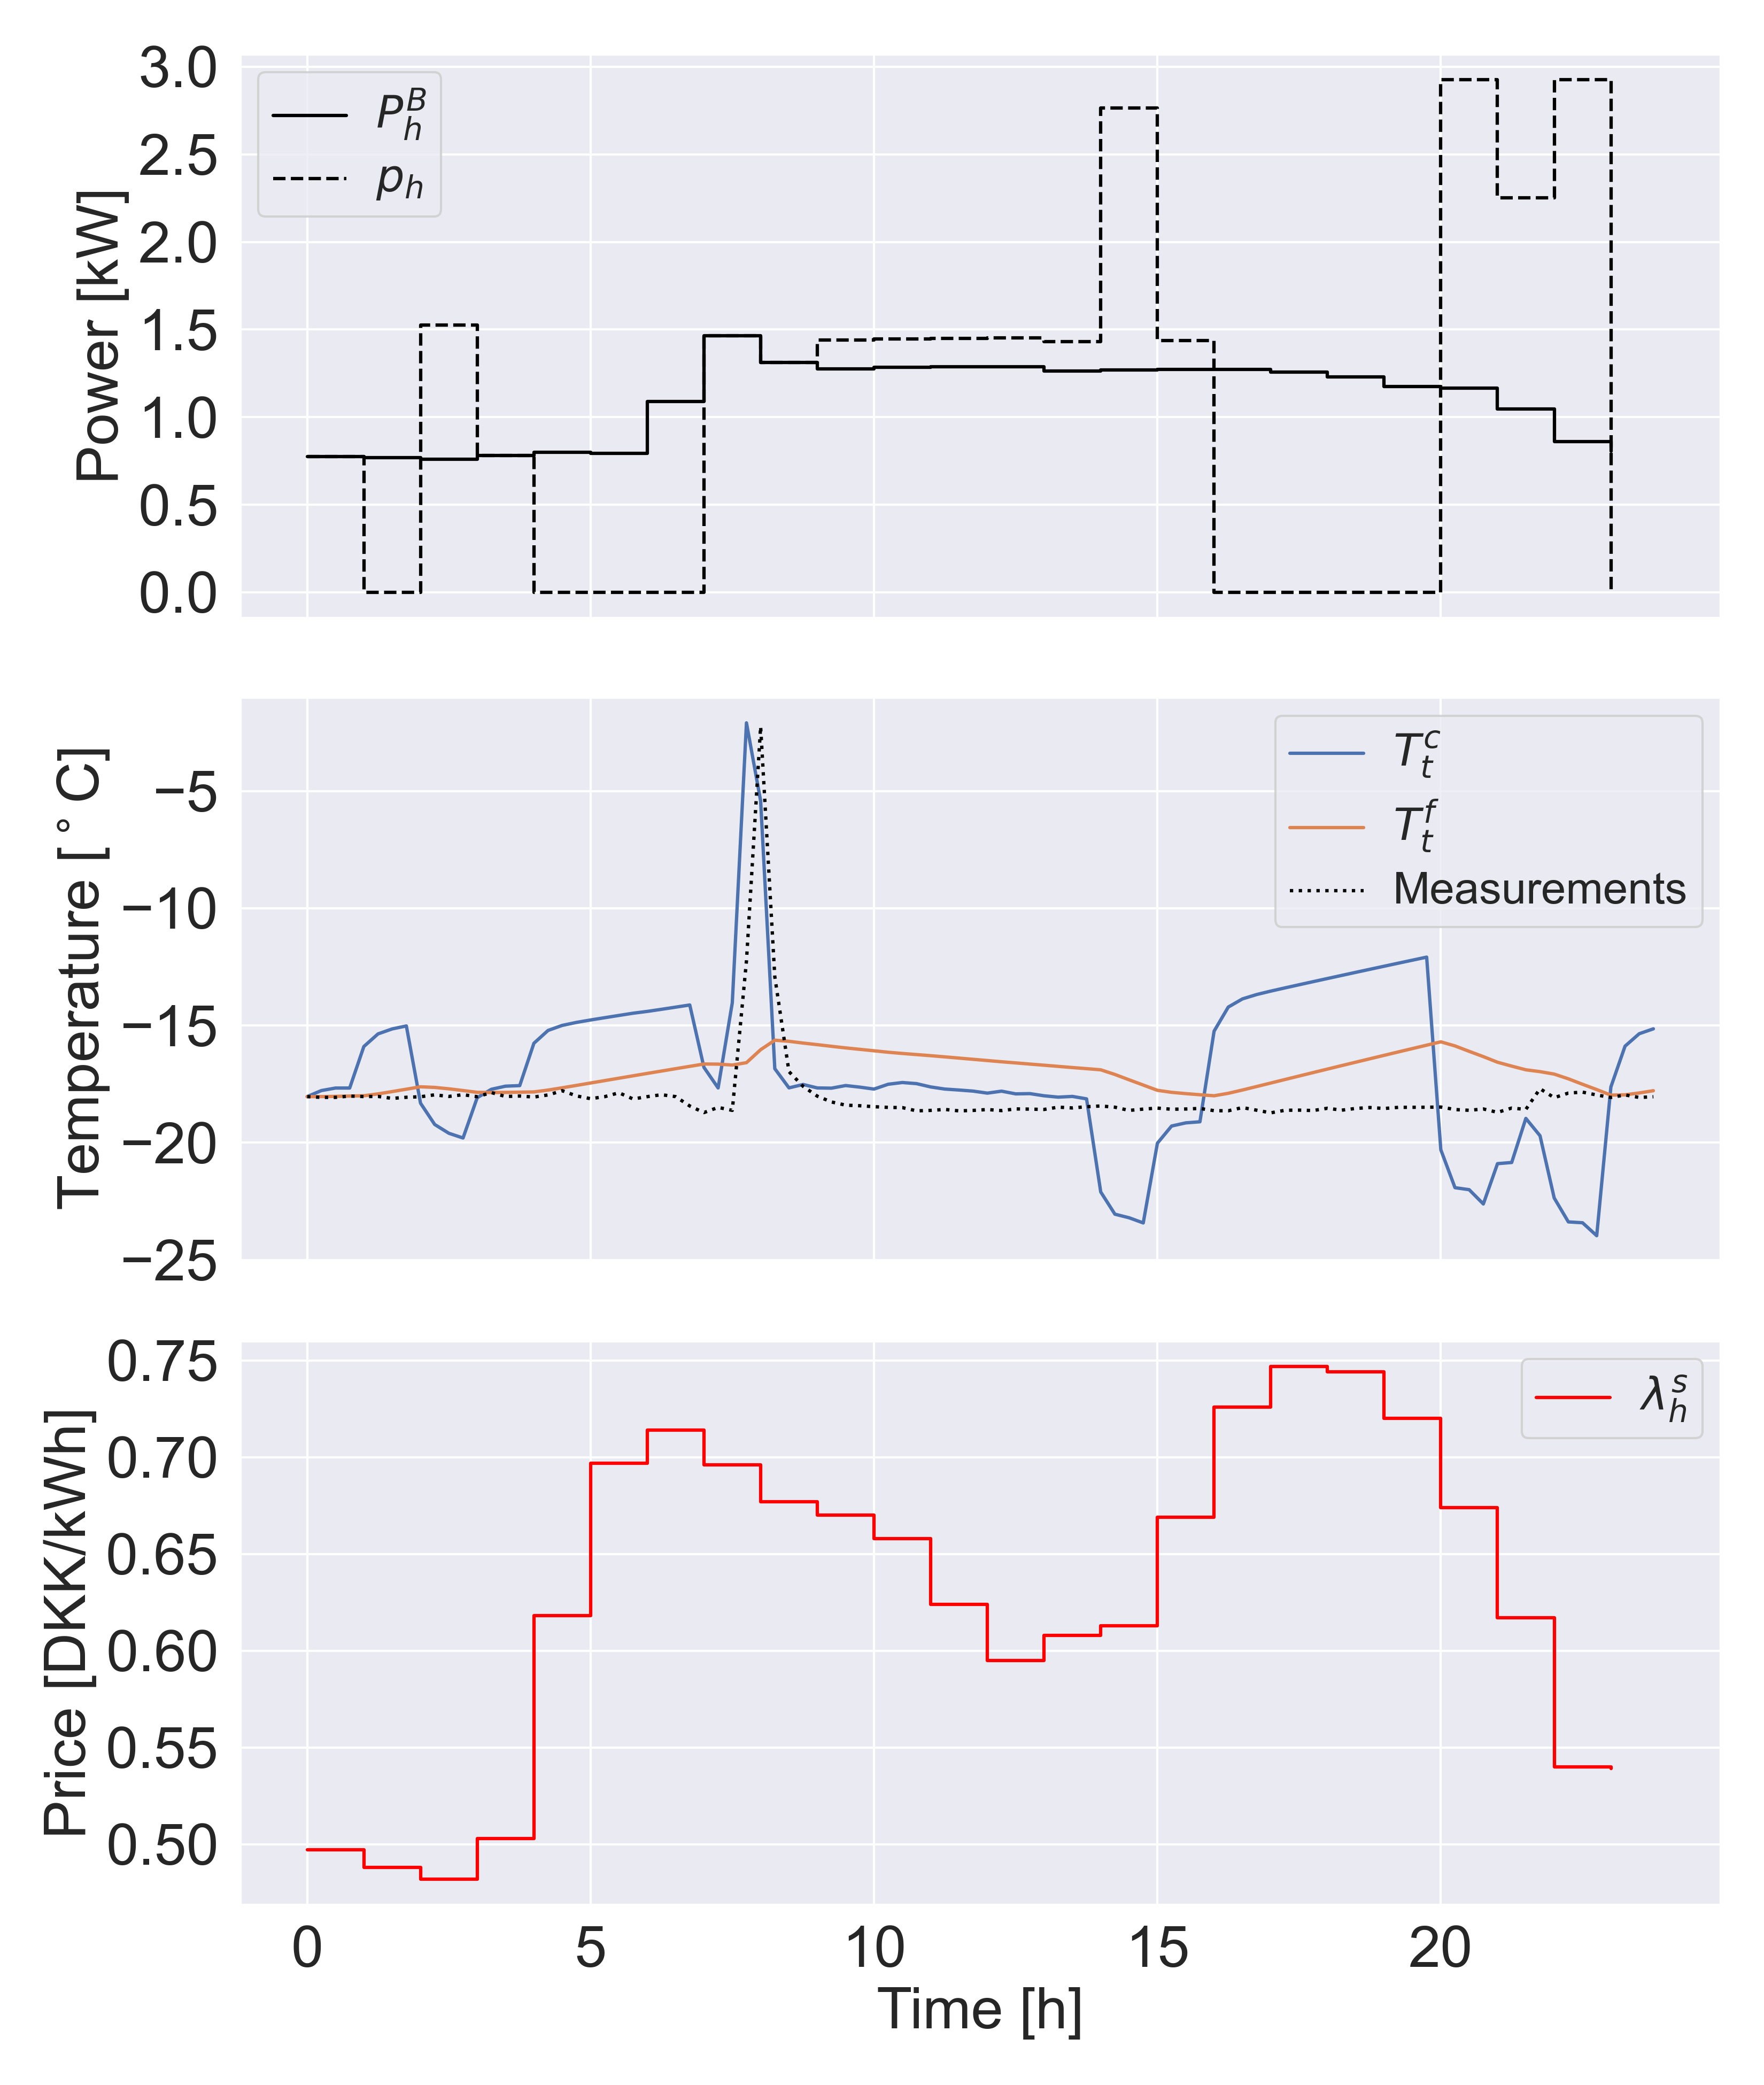 3.0
2.5
2.0
1.5
1.0
0.5
0.0
Power [kW]
P_h^B
p_h
−5
−10
−15
−20
−25
Temperature [°C]
T_t^c
T_t^f
Measurements
0.75
0.70
0.65
0.60
0.55
0.50
Price [DKK/kWh]
λ_h^s
0 5 10 15 20
Time [h]